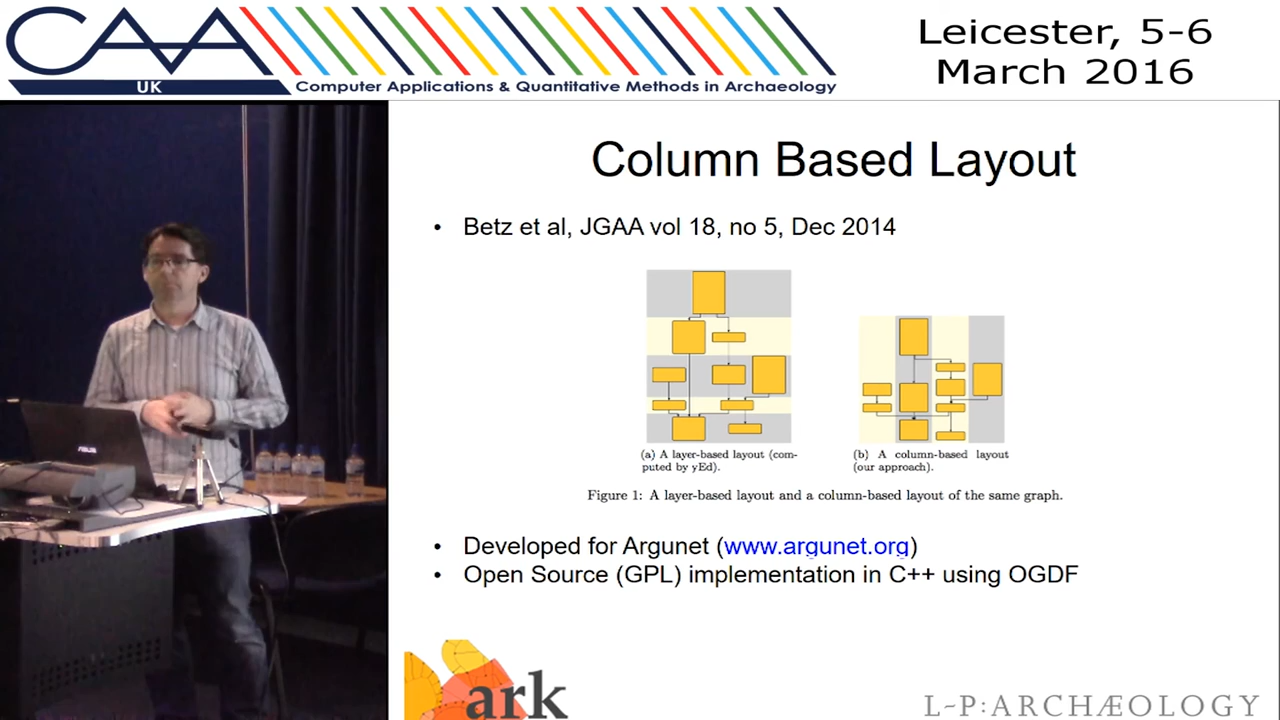 CAA
UK
Computer Applications & Quantitative Methods in Archaeology
Leicester, 5-6
March 2016
Column Based Layout
• Betz et al, JGAA vol 18, no 5, Dec 2014
(a) A layer-based layout (com-
puted by yEd).
(b) A column-based layout
(our approach).
Figure 1: A layer-based layout and a column-based layout of the same graph.
• Developed for Argunet (www.argunet.org)
• Open Source (GPL) implementation in C++ using OGDF
ASUS
ark
L~P:ARCHÆOLOGY